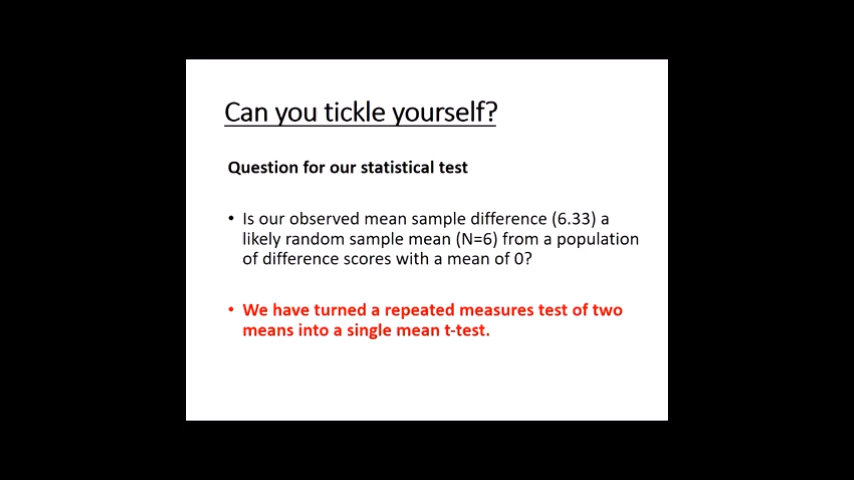 Can you tickle yourself?
Question for our statistical test
• Is our observed mean sample difference (6.33) a
likely random sample mean (N=6) from a population
of difference scores with a mean of 0?
• We have turned a repeated measures test of two
means into a single mean t-test.